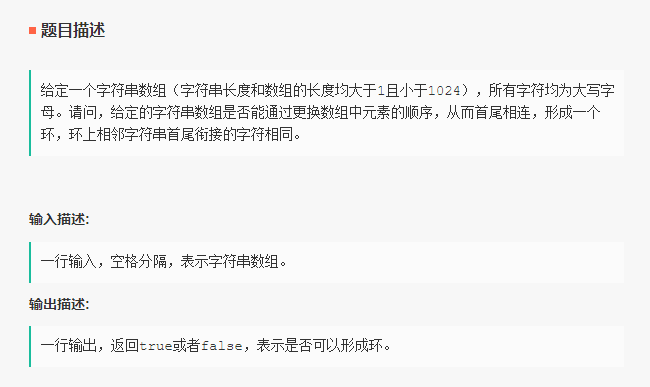 题目描述
给定一个字符串数组（字符串长度和数组的长度均大于1且小于1024），所有字符均为大写字
母。请问，给定的字符串数组是否能通过更换数组中元素的顺序，从而首尾相连，形成一个
环，环上相邻字符串首尾衔接的字符相同。
输入描述:
一行输入，空格分隔，表示字符串数组。
输出描述:
一行输出，返回true或者false，表示是否可以形成环。